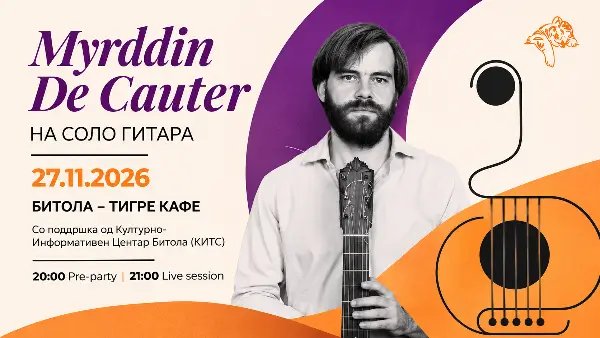 Myrddin
De Cauter
НА СОЛО ГИТАРА
27.11.2026
БИТОЛА – ТИГРЕ КАФЕ
Со поддршка од Културно-
Информативен Центар Битола (КИТС)
20:00 Pre-party | 21:00 Live session